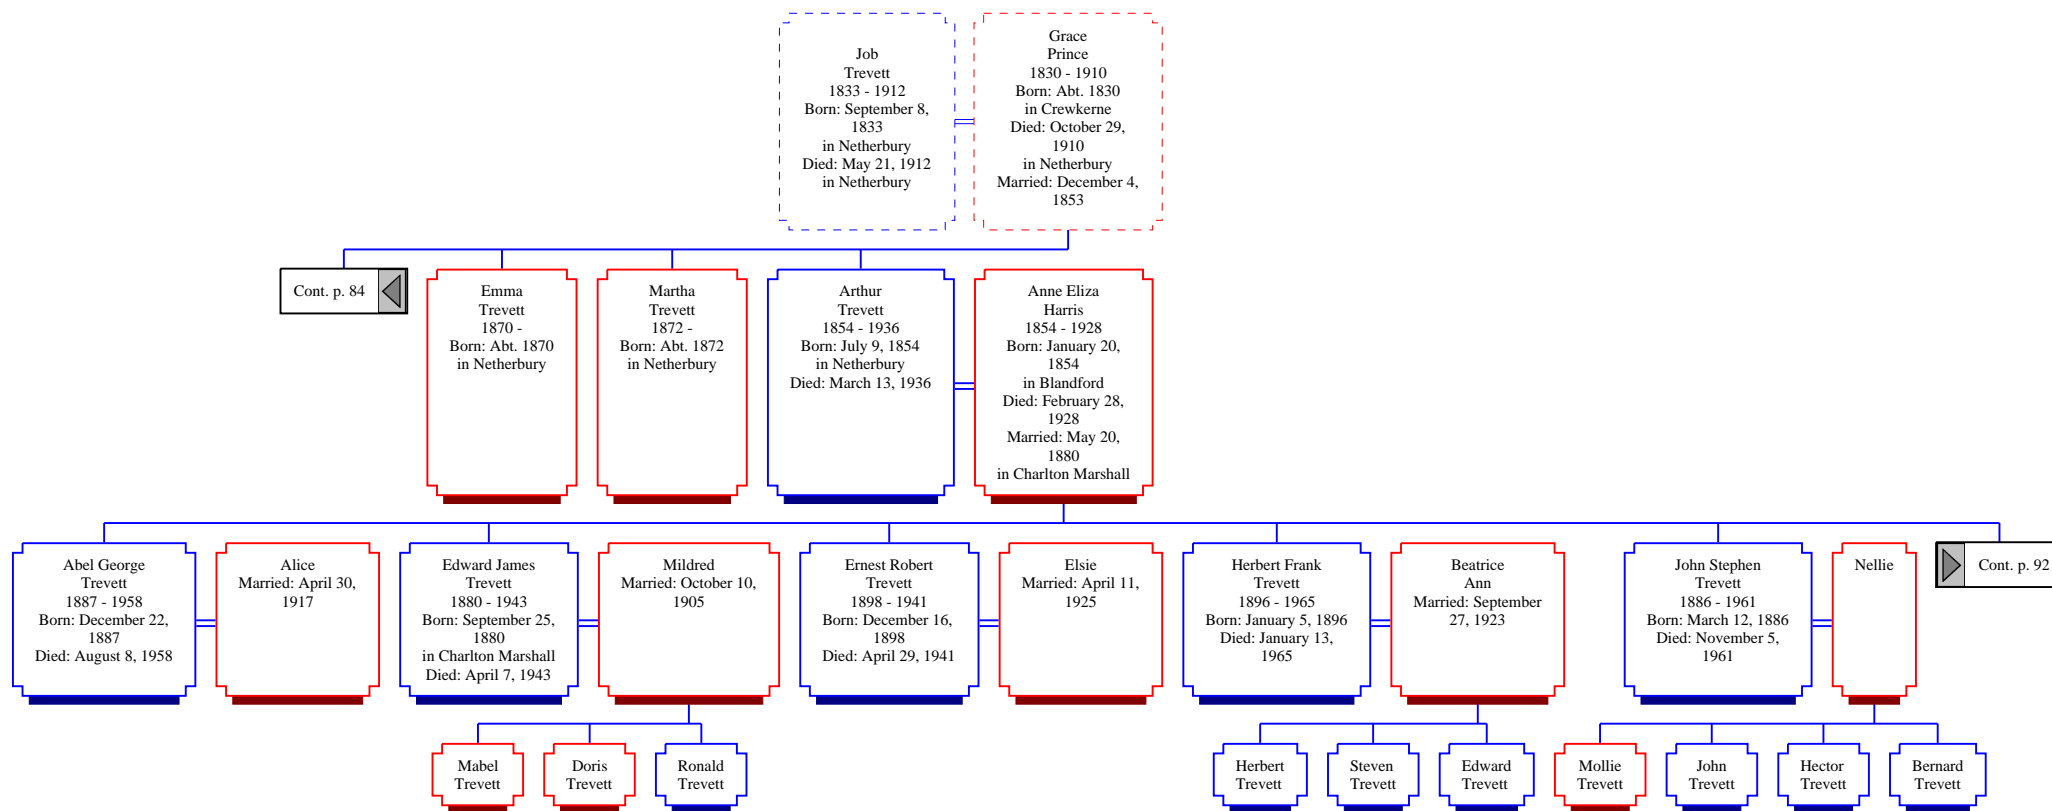 Job
Trevett
1833 - 1912
Born: September 8,
1833
in Netherbury
Died: May 21, 1912
in Netherbury
Grace
Prince
1830 - 1910
Born: Abt. 1830
in Crewkerne
Died: October 29,
1910
in Netherbury
Married: December 4,
1853
Cont. p. 84
Emma
Trevett
1870 -
Born: Abt. 1870
in Netherbury
Martha
Trevett
1872 -
Born: Abt. 1872
in Netherbury
Arthur
Trevett
1854 - 1936
Born: July 9, 1854
in Netherbury
Died: March 13, 1936
Anne Eliza
Harris
1854 - 1928
Born: January 20,
1854
in Blandford
Died: February 28,
1928
Married: May 20,
1880
in Charlton Marshall
Abel George
Trevett
1887 - 1958
Born: December 22,
1887
Died: August 8, 1958
Alice
Married: April 30,
1917
Edward James
Trevett
1880 - 1943
Born: September 25,
1880
in Charlton Marshall
Died: April 7, 1943
Mildred
Married: October 10,
1905
Ernest Robert
Trevett
1898 - 1941
Born: December 16,
1898
Died: April 29, 1941
Elsie
Married: April 11,
1925
Herbert Frank
Trevett
1896 - 1965
Born: January 5, 1896
Died: January 13,
1965
Beatrice
Ann
Married: September
27, 1923
John Stephen
Trevett
1886 - 1961
Born: March 12, 1886
Died: November 5,
1961
Nellie
Cont. p. 92
Mabel
Trevett
Doris
Trevett
Ronald
Trevett
Herbert
Trevett
Steven
Trevett
Edward
Trevett
Mollie
Trevett
John
Trevett
Hector
Trevett
Bernard
Trevett